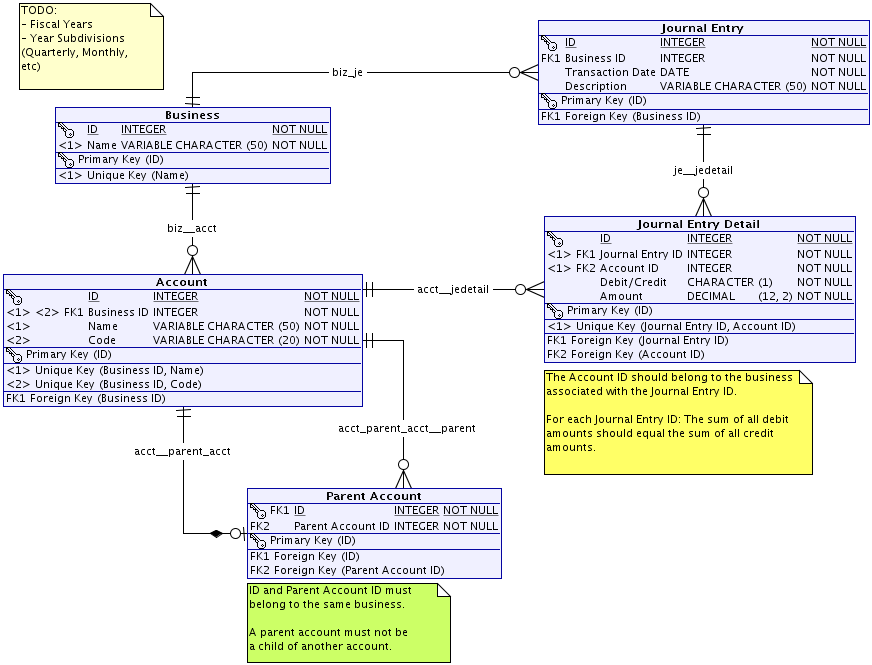 TODO:
- Fiscal Years
- Year Subdivisions
(Quarterly, Monthly,
etc)
Journal Entry
ID INTEGER NOT NULL
FK1 Business ID INTEGER NOT NULL
Transaction Date DATE NOT NULL
Description VARIABLE CHARACTER (50) NOT NULL
Primary Key (ID)
FK1 Foreign Key (Business ID)
biz_je
Business
ID INTEGER NOT NULL
<1> Name VARIABLE CHARACTER (50) NOT NULL
Primary Key (ID)
<1> Unique Key (Name)
je__jedetail
biz__acct
Journal Entry Detail
ID INTEGER NOT NULL
<1> FK1 Journal Entry ID INTEGER NOT NULL
<1> FK2 Account ID INTEGER NOT NULL
Debit/Credit CHARACTER (1) NOT NULL
Amount DECIMAL (12, 2) NOT NULL
Primary Key (ID)
<1> Unique Key (Journal Entry ID, Account ID)
FK1 Foreign Key (Journal Entry ID)
FK2 Foreign Key (Account ID)
Account
ID INTEGER NOT NULL
<1> <2> FK1 Business ID INTEGER NOT NULL
<1> Name VARIABLE CHARACTER (50) NOT NULL
<2> Code VARIABLE CHARACTER (20) NOT NULL
Primary Key (ID)
<1> Unique Key (Business ID, Name)
<2> Unique Key (Business ID, Code)
FK1 Foreign Key (Business ID)
acct__jedetail
The Account ID should belong to the business
associated with the Journal Entry ID.
For each Journal Entry ID: The sum of all debit
amounts should equal the sum of all credit
amounts.
acct_parent_acct__parent
acct__parent_acct
Parent Account
FK1 ID INTEGER NOT NULL
FK2 Parent Account ID INTEGER NOT NULL
Primary Key (ID)
FK1 Foreign Key (ID)
FK2 Foreign Key (Parent Account ID)
ID and Parent Account ID must
belong to the same business.
A parent account must not be
a child of another account.